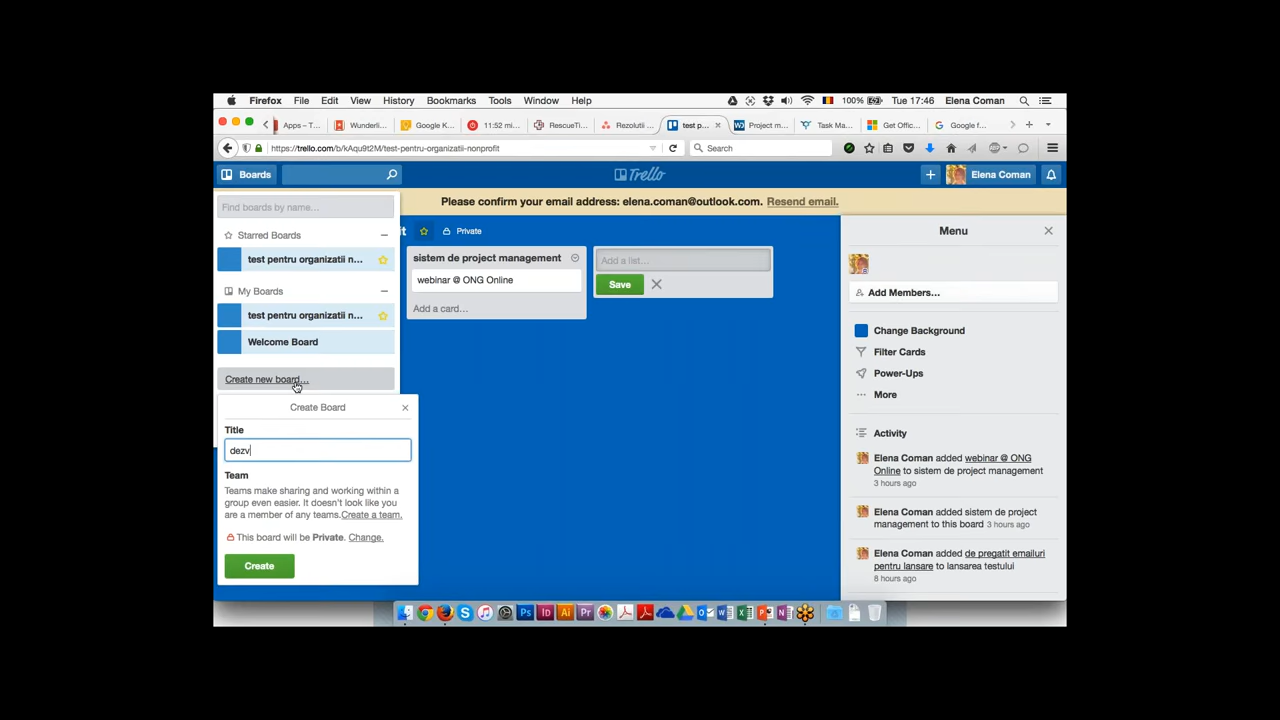 Firefox File Edit View History Bookmarks Tools Window Help 100% Tue 17:46 Elena Coman
Apps – T... Wunderli... Google K... 11:52 mi... RescueTi... Rezolutii ... test p... Project m... Task Ma... Get Offic... Google f...
https://trello.com/b/kAqu9t2M/test-pentru-organizatii-nonprofit Search
Boards Trello Elena Coman
Please confirm your email address: elena.coman@outlook.com. Resend email.
Find boards by name...
Starred Boards
test pentru organizatii n...
My Boards
test pentru organizatii n...
Welcome Board
Create new board...
Create Board
Title
dezv
Team
Teams make sharing and working within a
group even easier. It doesn't look like you
are a member of any teams. Create a team.
This board will be Private. Change.
Create
it Private
sistem de project management
webinar @ ONG Online
Add a card...
Add a list...
Save
Menu
Add Members...
Change Background
Filter Cards
Power-Ups
More
Activity
Elena Coman added webinar @ ONG
Online to sistem de project management
3 hours ago
Elena Coman added sistem de project
management to this board 3 hours ago
Elena Coman added de pregatit emailuri
pentru lansare to lansarea testului
8 hours ago
Ps Id Ai Pr